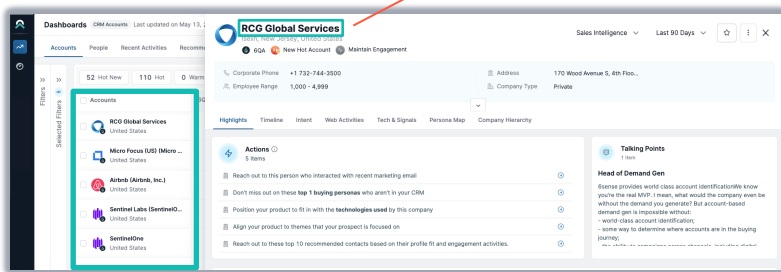 Dashboards CRM Accounts Last updated on May 13, 2
Accounts People Recent Activities Recomme
52 Hot New 110 Hot 0 Warm
Filters
Selected Filters
Accounts
RCG Global Services
United States
Micro Focus (US) (Micro ...
United States
Airbnb (Airbnb, Inc.)
United States
Sentinel Labs (SentinelO...
United States
SentinelOne
United States
RCG Global Services
Iselin, New Jersey, United States
6QA New Hot Account Maintain Engagement
Sales Intelligence Last 90 Days
Corporate Phone +1 732-744-3500
Address 170 Wood Avenue S, 4th Floo...
Employee Range 1,000 - 4,999
Company Type Private
Highlights Timeline Intent Web Activities Tech & Signals Persona Map Company Hierarchy
Actions
5 Items
Reach out to this person who interacted with recent marketing email
Don't miss out on these top 1 buying personas who aren't in your CRM
Position your product to fit in with the technologies used by this company
Align your product to themes that your prospect is focused on
Reach out to these top 10 recommended contacts based on their profile fit and engagement activities.
Talking Points
1 Item
Head of Demand Gen
6sense provides world class account identificationWe know
you're the real MVP. I mean, what would the company even be
without the demand you generate? But account-based
demand gen is impossible without:
- world-class account identification;
- some way to determine where accounts are in the buying
journey;